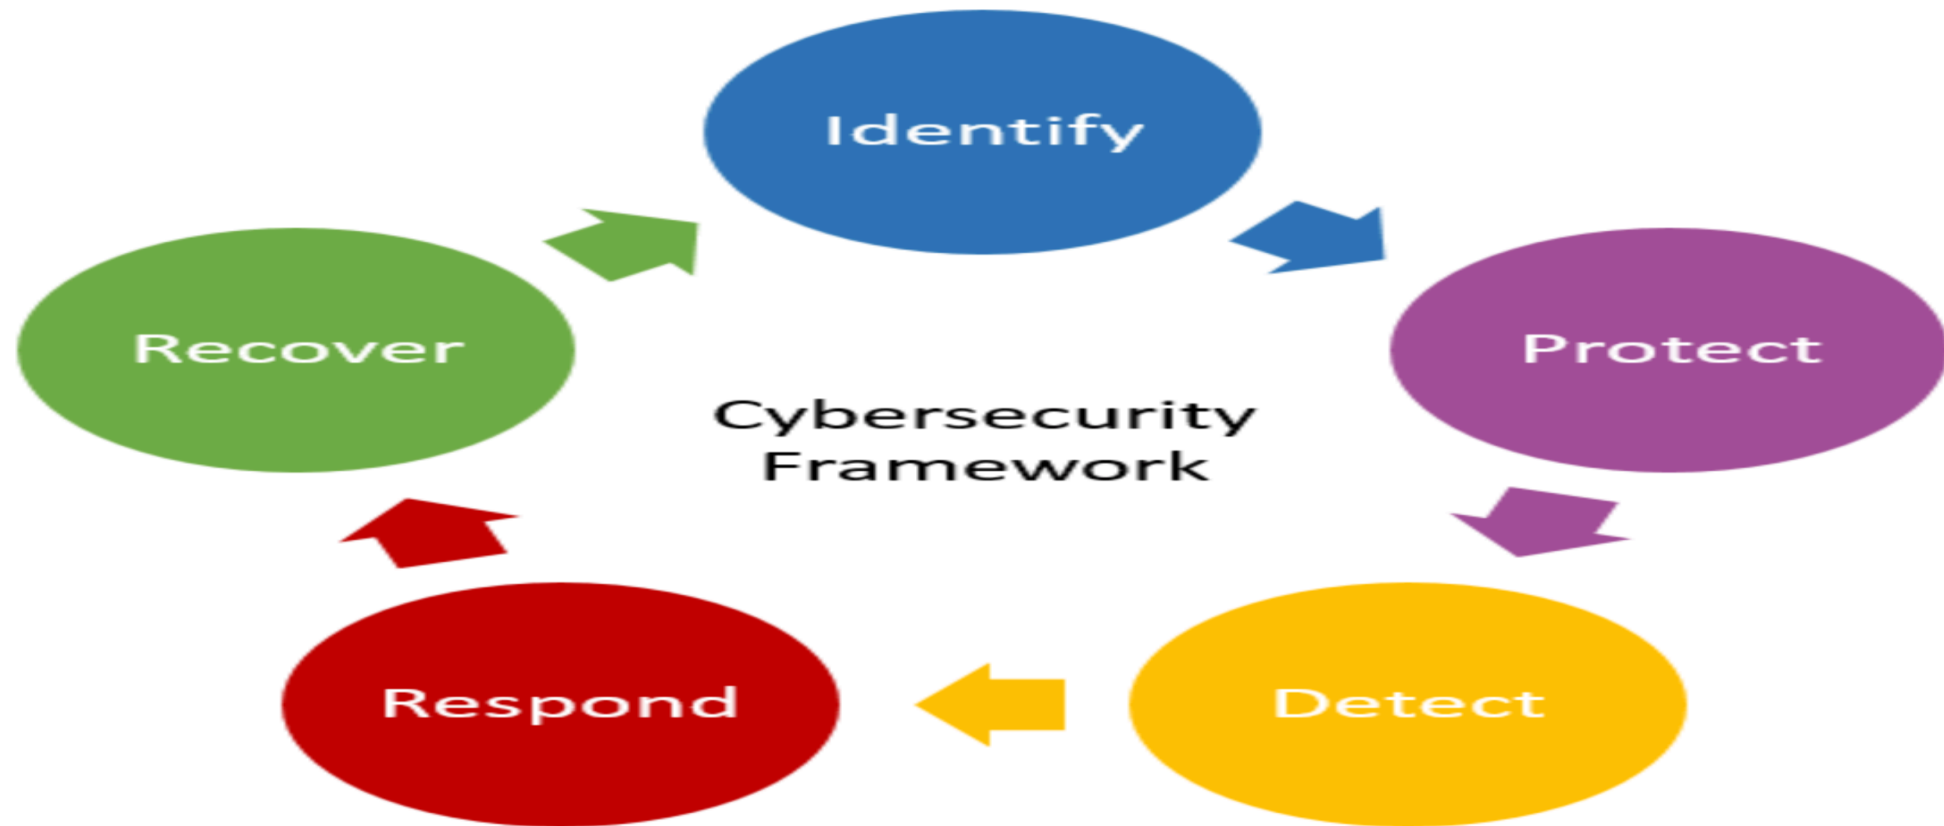 Identify
Protect
Detect
Respond
Recover
Cybersecurity
Framework